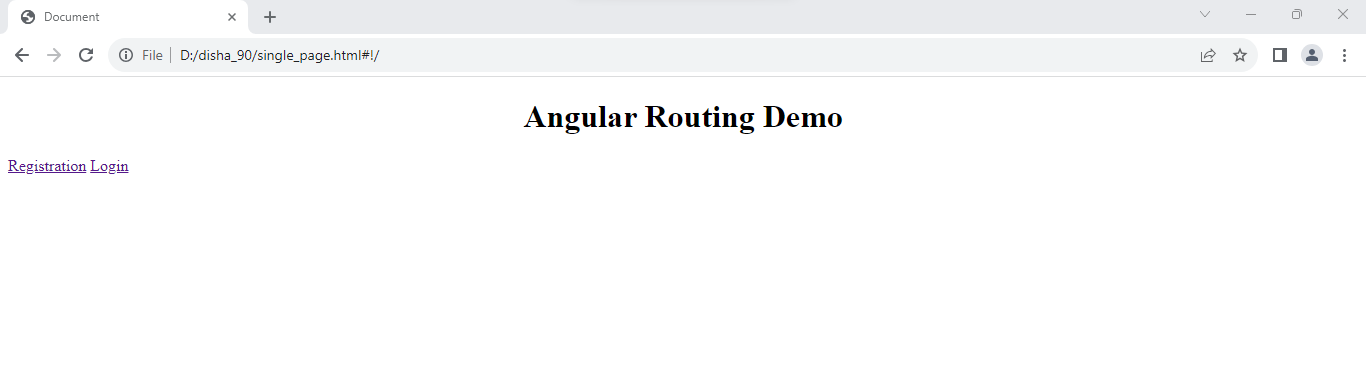 Document
File D:/disha_90/single_page.html#!/
Angular Routing Demo
Registration Login